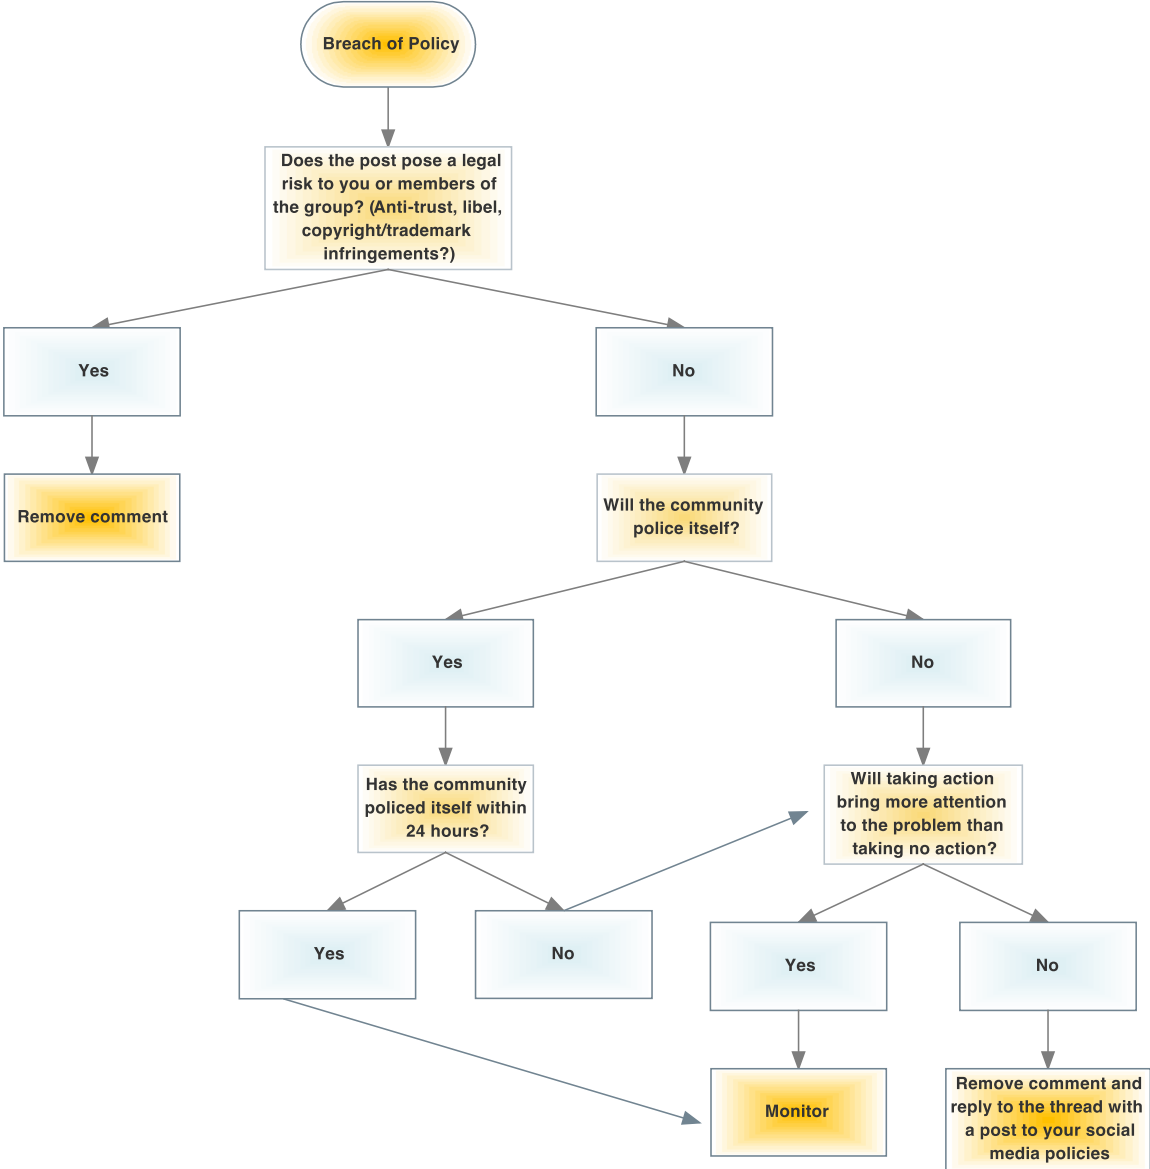 Breach of Policy
Does the post pose a legal
risk to you or members of
the group? (Anti-trust, libel,
copyright/trademark
infringements?)
Yes
No
Remove comment
Will the community
police itself?
Yes
No
Has the community
policed itself within
24 hours?
Will taking action
bring more attention
to the problem than
taking no action?
Yes
No
Yes
No
Monitor
Remove comment and
reply to the thread with
a post to your social
media policies